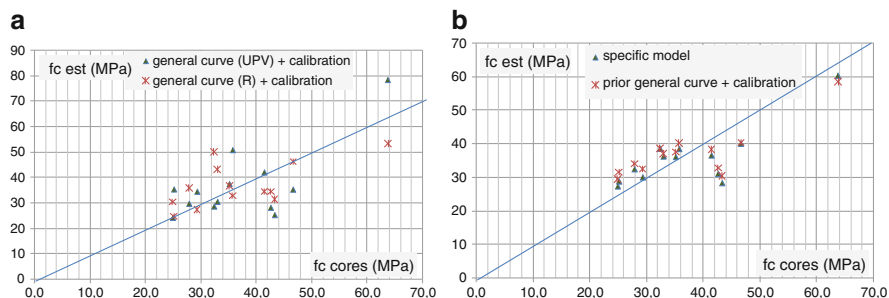 a
90
80
70
60
50
40
30
20
10
0
fc est (MPa)
general curve (UPV) + calibration
general curve (R) + calibration
fc cores (MPa)
0.0 10.0 20.0 30.0 40.0 50.0 60.0 70.0
b
70
60
50
40
30
20
10
0
fc est (MPa)
specific model
prior general curve + calibration
fc cores (MPa)
0.0 10.0 20.0 30.0 40.0 50.0 60.0 70.0